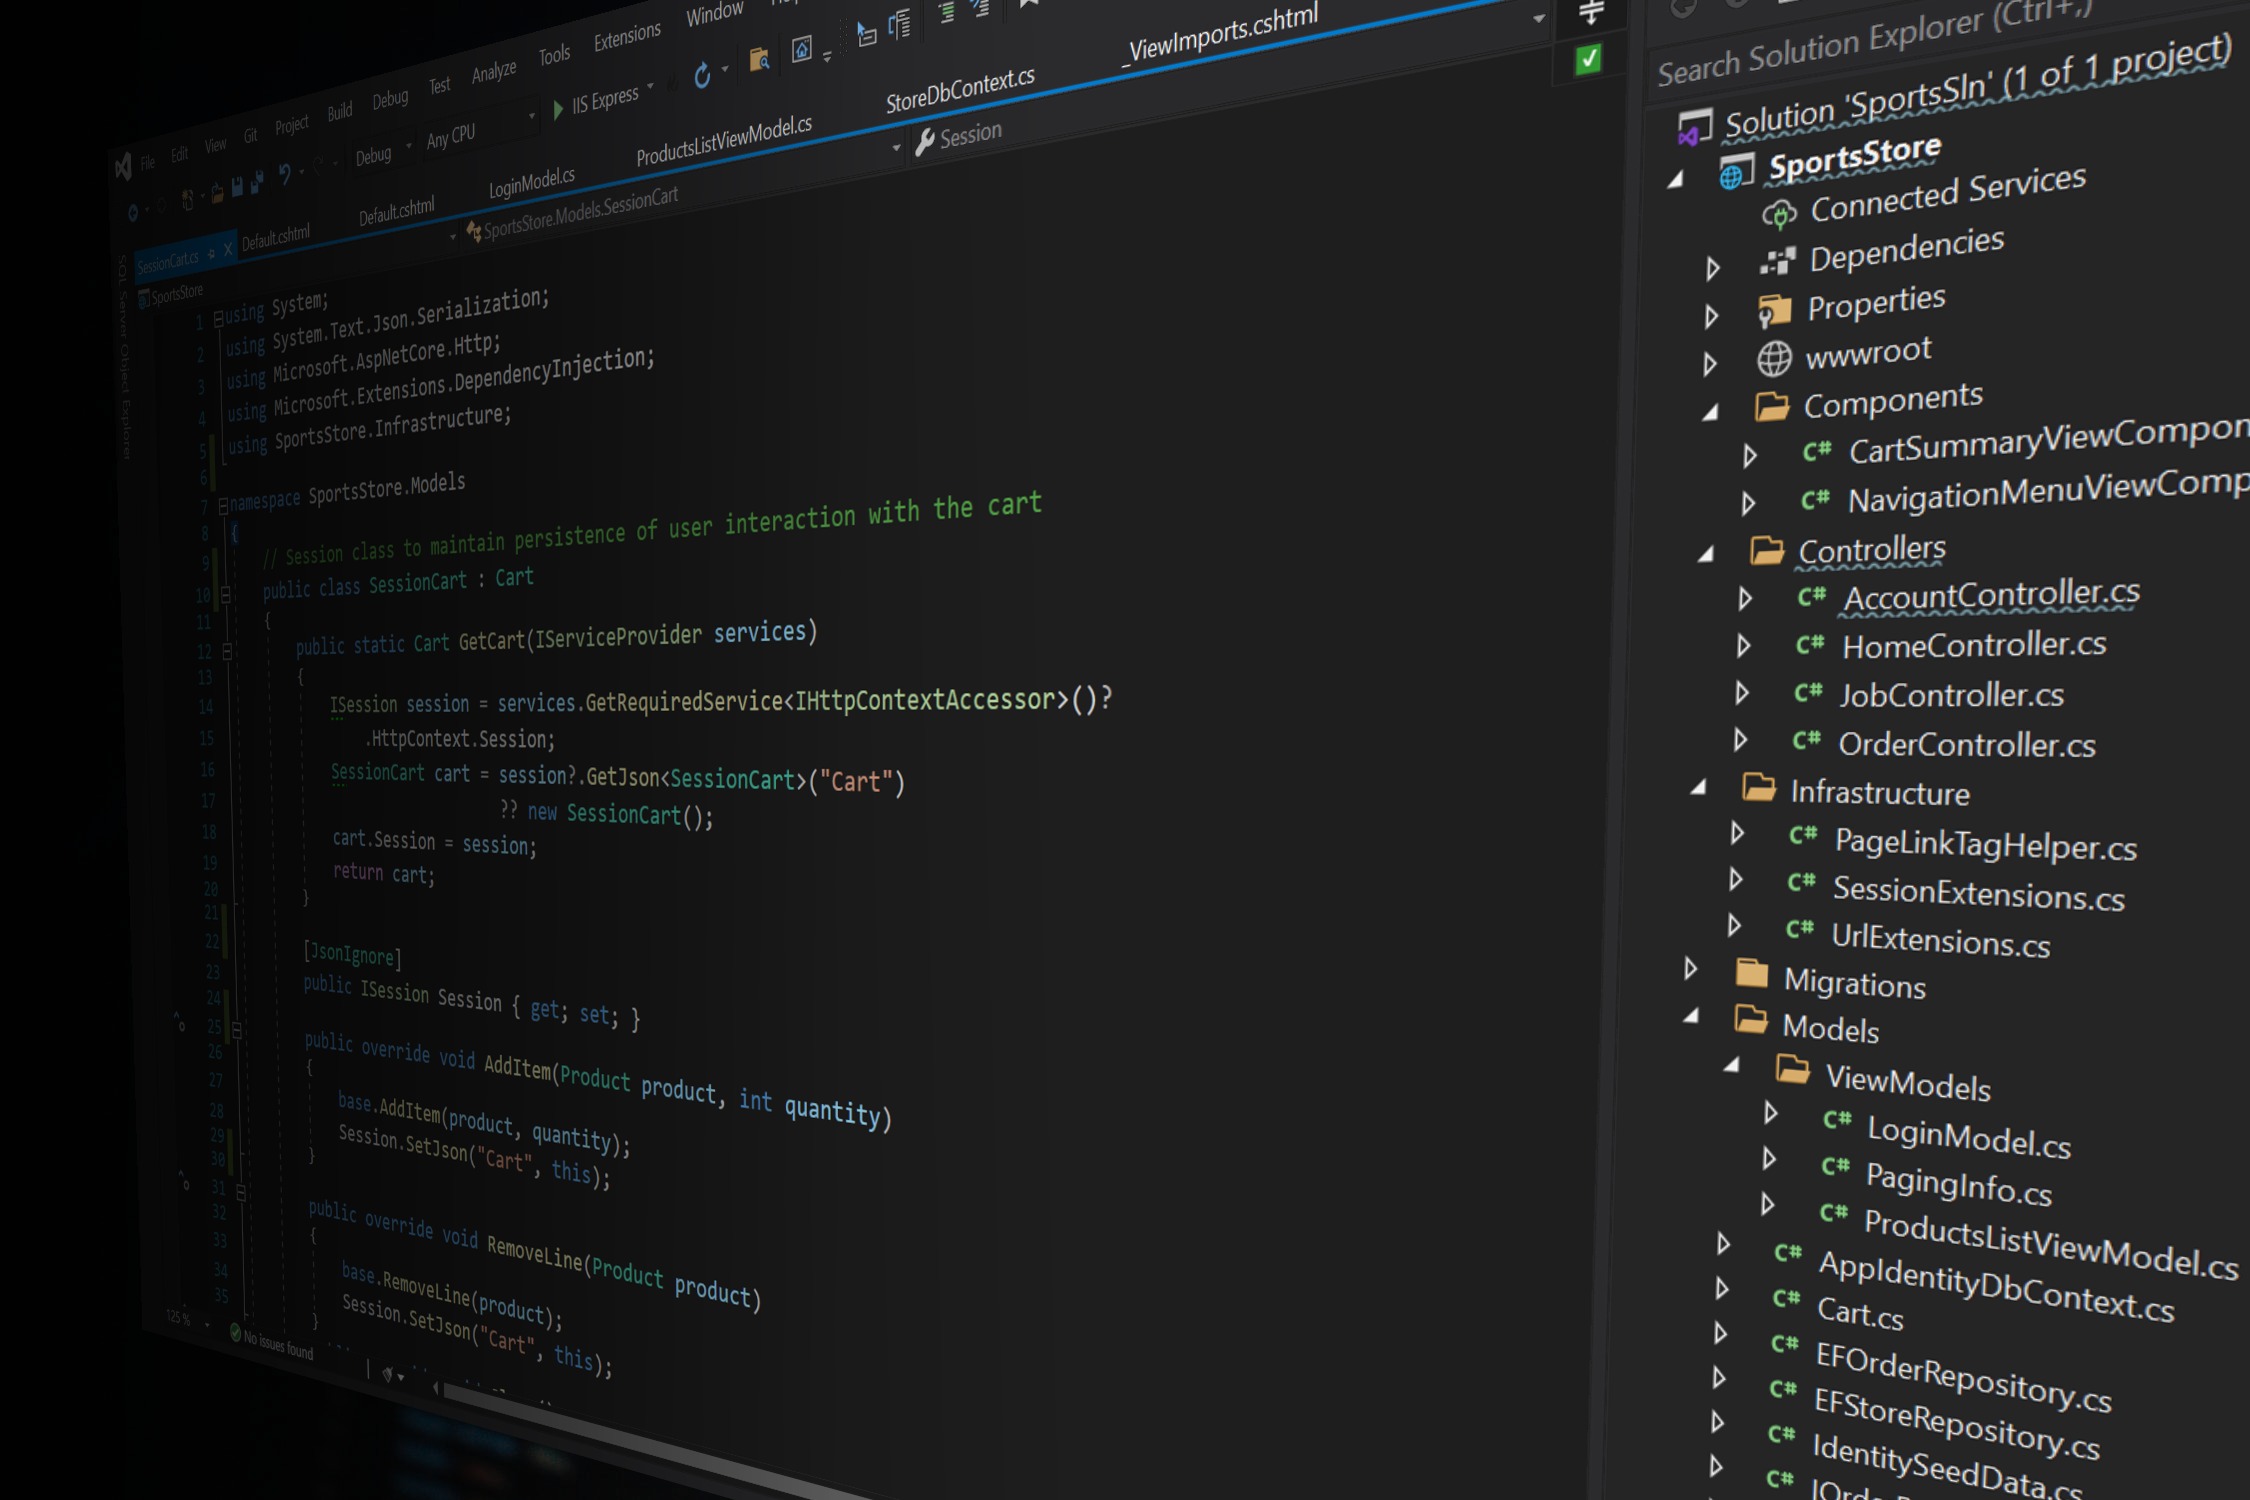 File Edit View Git Project Build Debug Test Analyze Tools Extensions Window
Debug Any CPU IIS Express
SessionCart.cs Default.cshtml Default.cshtml LoginModel.cs ProductsListViewModel.cs StoreDbContext.cs _ViewImports.cshtml
SportsStore SportsStore.Models.SessionCart Session
SQL Server Object Explorer
1 using System;
2 using System.Text.Json.Serialization;
3 using Microsoft.AspNetCore.Http;
4 using Microsoft.Extensions.DependencyInjection;
5 using SportsStore.Infrastructure;
6
7 namespace SportsStore.Models
8 {
9 // Session class to maintain persistence of user interaction with the cart
10 public class SessionCart : Cart
11 {
12 public static Cart GetCart(IServiceProvider services)
13 {
14 ISession session = services.GetRequiredService<IHttpContextAccessor>()?
15 .HttpContext.Session;
16 SessionCart cart = session?.GetJson<SessionCart>("Cart")
17 ?? new SessionCart();
18 cart.Session = session;
19 return cart;
20 }
21
22 [JsonIgnore]
23 public ISession Session { get; set; }
24
25 public override void AddItem(Product product, int quantity)
26 {
27 base.AddItem(product, quantity);
28 Session.SetJson("Cart", this);
29 }
30
31 public override void RemoveLine(Product product)
32 {
33 base.RemoveLine(product);
34 Session.SetJson("Cart", this);
35 }
125 % No issues found
Search Solution Explorer (Ctrl+;)
Solution 'SportsSln' (1 of 1 project)
SportsStore
Connected Services
Dependencies
Properties
wwwroot
Components
C# CartSummaryViewCompon
C# NavigationMenuViewComp
Controllers
C# AccountController.cs
C# HomeController.cs
C# JobController.cs
C# OrderController.cs
Infrastructure
C# PageLinkTagHelper.cs
C# SessionExtensions.cs
C# UrlExtensions.cs
Migrations
Models
ViewModels
C# LoginModel.cs
C# PagingInfo.cs
C# ProductsListViewModel.cs
C# AppIdentityDbContext.cs
C# Cart.cs
C# EFOrderRepository.cs
C# EFStoreRepository.cs
C# IdentitySeedData.cs
C#